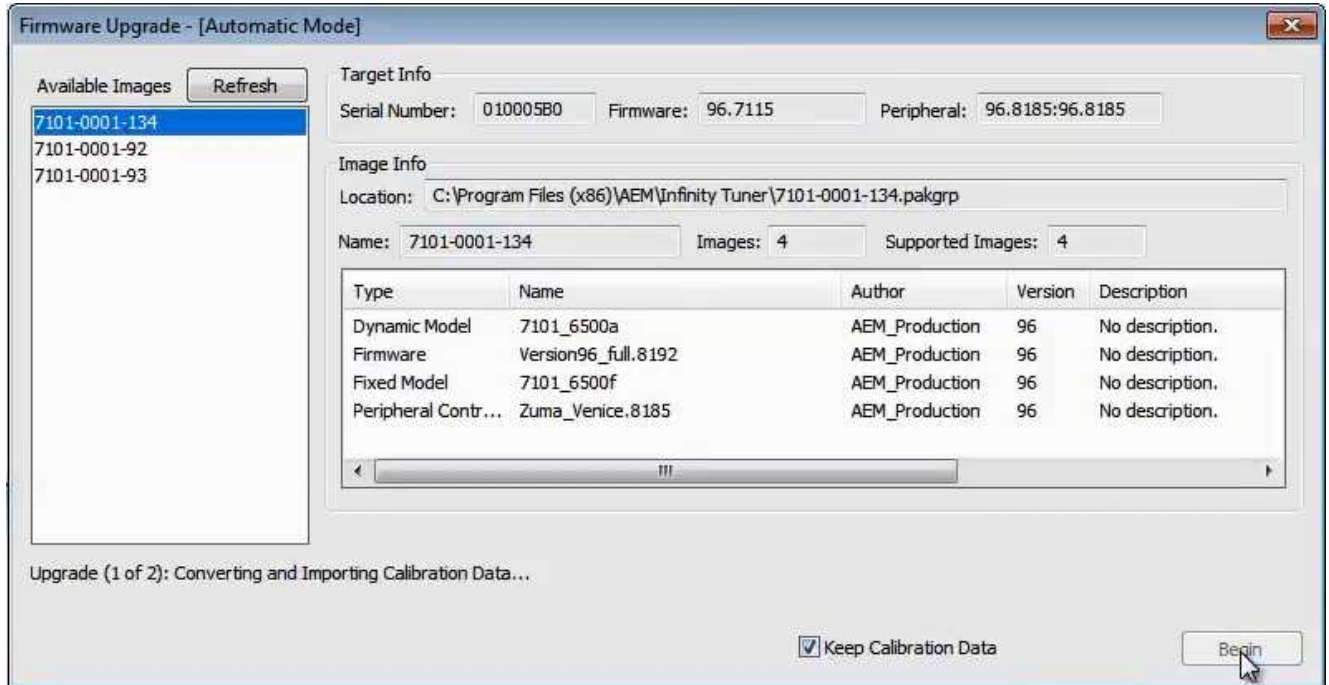 Firmware Upgrade - [Automatic Mode]
Available Images Refresh
7101-0001-134
7101-0001-92
7101-0001-93
Target Info
Serial Number: 010005B0 Firmware: 96.7115 Peripheral: 96.8185:96.8185
Image Info
Location: C:\Program Files (x86)\AEM\Infinity Tuner\7101-0001-134.pakgrp
Name: 7101-0001-134 Images: 4 Supported Images: 4
Type Name Author Version Description
Dynamic Model 7101_6500a AEM_Production 96 No description.
Firmware Version96_full.8192 AEM_Production 96 No description.
Fixed Model 7101_6500f AEM_Production 96 No description.
Peripheral Contr... Zuma_Venice.8185 AEM_Production 96 No description.
Upgrade (1 of 2): Converting and Importing Calibration Data...
Keep Calibration Data Begin